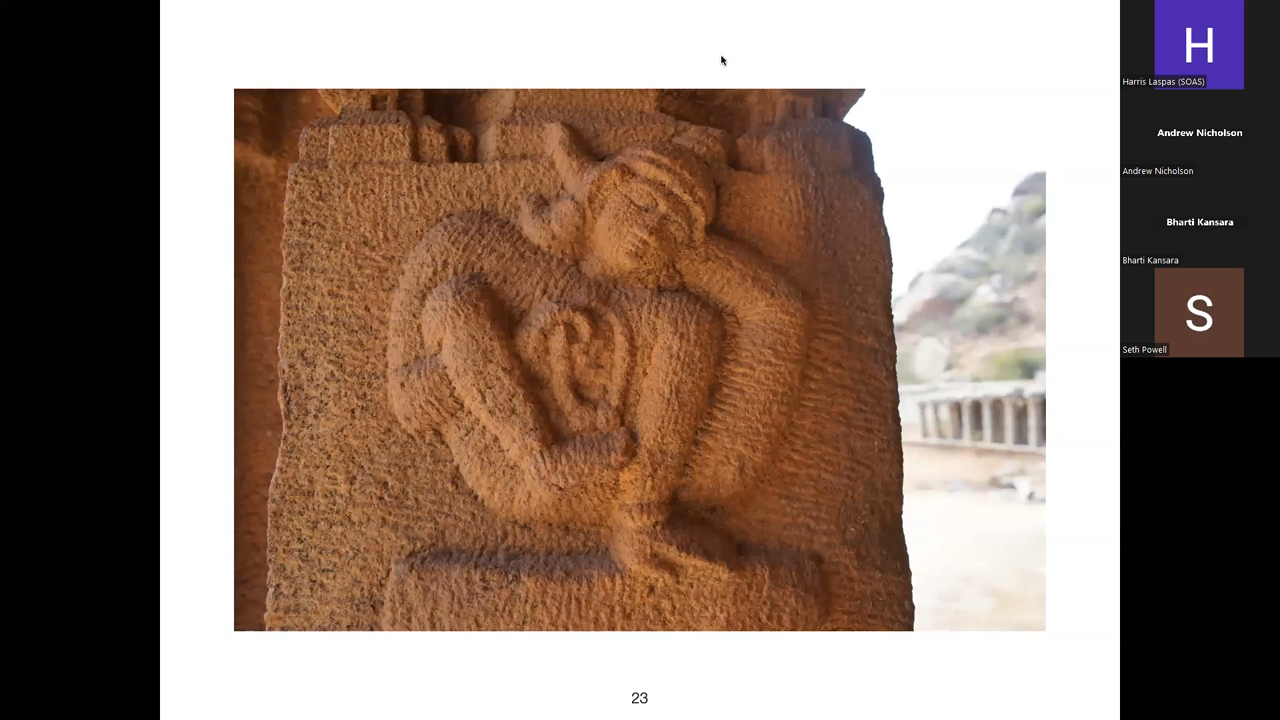 H
Harris Laspas (SOAS)
Andrew Nicholson
Andrew Nicholson
Bharti Kansara
Bharti Kansara
S
Seth Powell
23